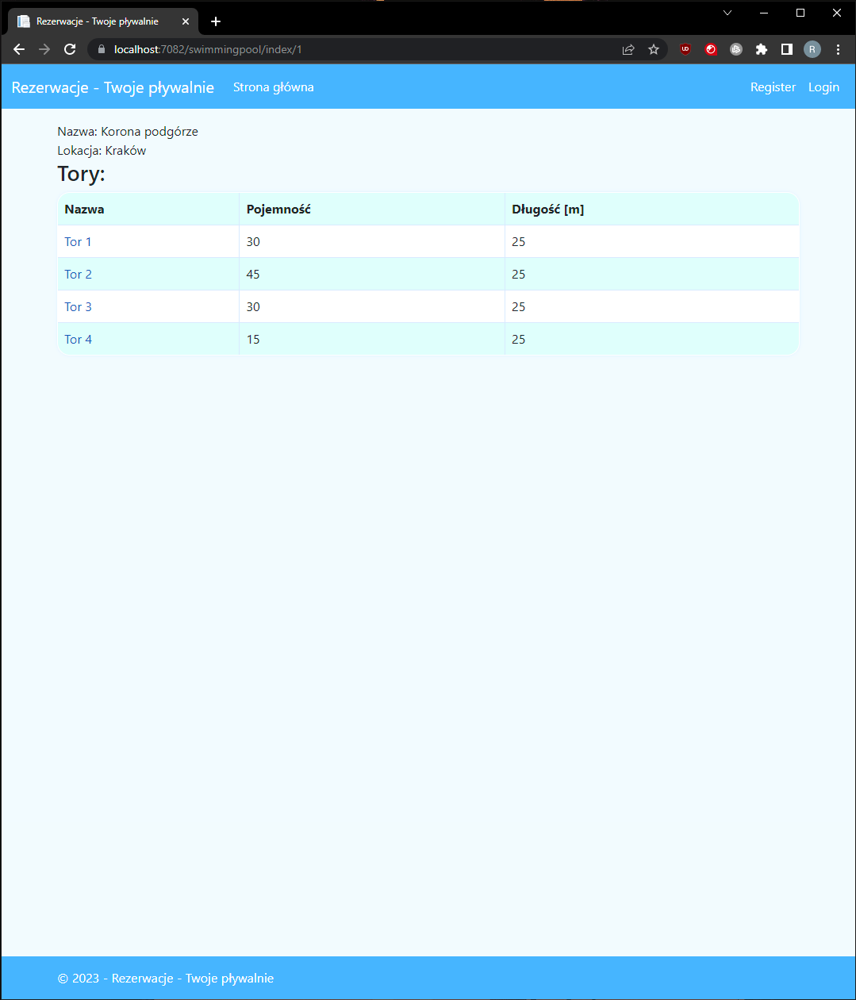 Rezerwacje - Twoje pływalnie
localhost:7082/swimmingpool/index/1
R
Rezerwacje - Twoje pływalnie Strona główna Register Login
Nazwa: Korona podgórze
Lokacja: Kraków
Tory:
Nazwa Pojemność Długość [m]
Tor 1 30 25
Tor 2 45 25
Tor 3 30 25
Tor 4 15 25
© 2023 - Rezerwacje - Twoje pływalnie